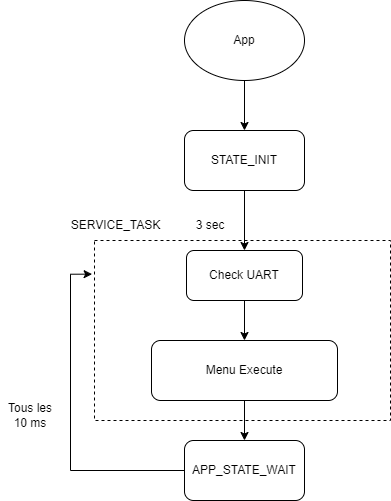 App
STATE_INIT
SERVICE_TASK 3 sec
Check UART
Menu Execute
Tous les
10 ms
APP_STATE_WAIT